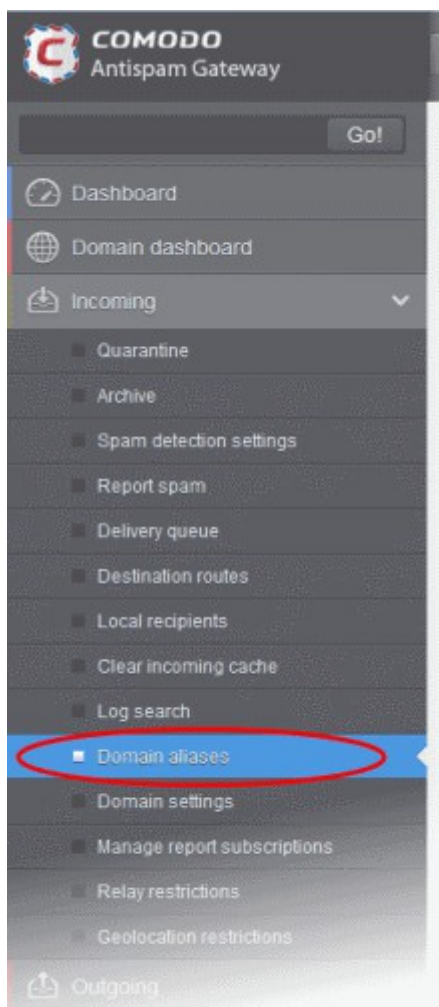 COMODO
Antispam Gateway
Go!
Dashboard
Domain dashboard
Incoming
Quarantine
Archive
Spam detection settings
Report spam
Delivery queue
Destination routes
Local recipients
Clear incoming cache
Log search
Domain aliases
Domain settings
Manage report subscriptions
Relay restrictions
Geolocation restrictions
Outgoing